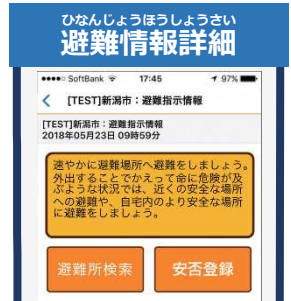 ひなんじょうほうしょうさい
避難情報詳細
SoftBank 17:45 97%
[TEST]新潟市：避難指示情報
[TEST]新潟市：避難指示情報
2018年05月23日 09時59分
速やかに避難場所へ避難をしましょう。
外出することでかえって命に危険が及
ぶような状況では、近くの安全な場所
への避難や、自宅内のより安全な場所
に避難をしましょう。
避難所検索 安否登録